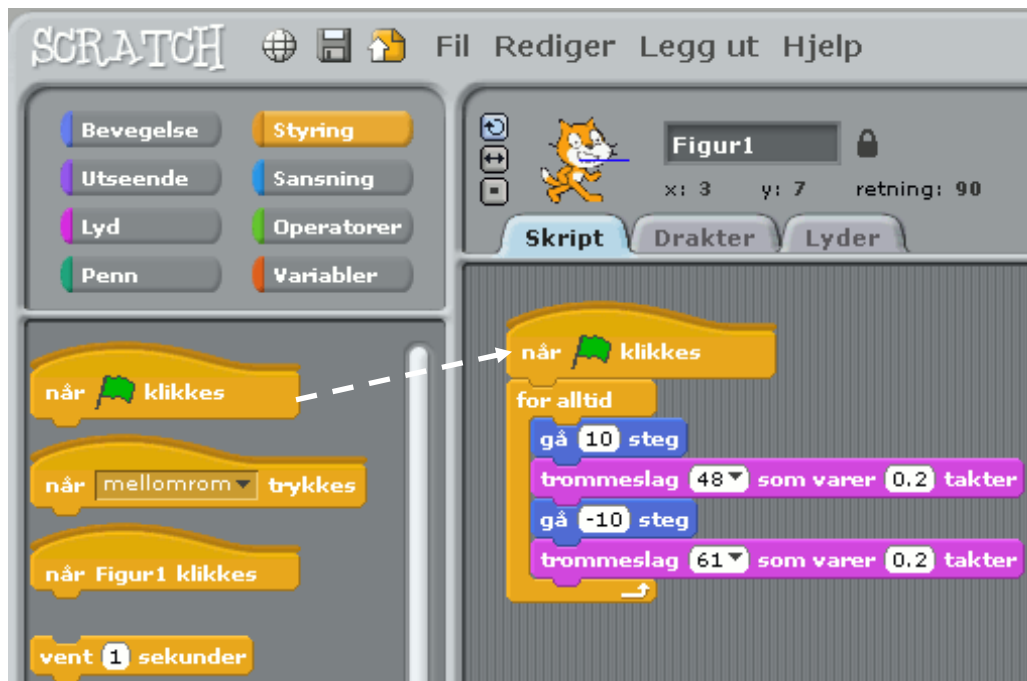 SCRATCH Fil Rediger Legg ut Hjelp
Bevegelse Styring
Utseende Sansning
Lyd Operatorer
Penn Variabler
Figur1
x: 3 y: 7 retning: 90
Skript Drakter Lyder
når klikkes
når mellomrom trykkes
når Figur1 klikkes
vent 1 sekunder
når klikkes
for alltid
gå 10 steg
trommeslag 48 som varer 0.2 takter
gå -10 steg
trommeslag 61 som varer 0.2 takter